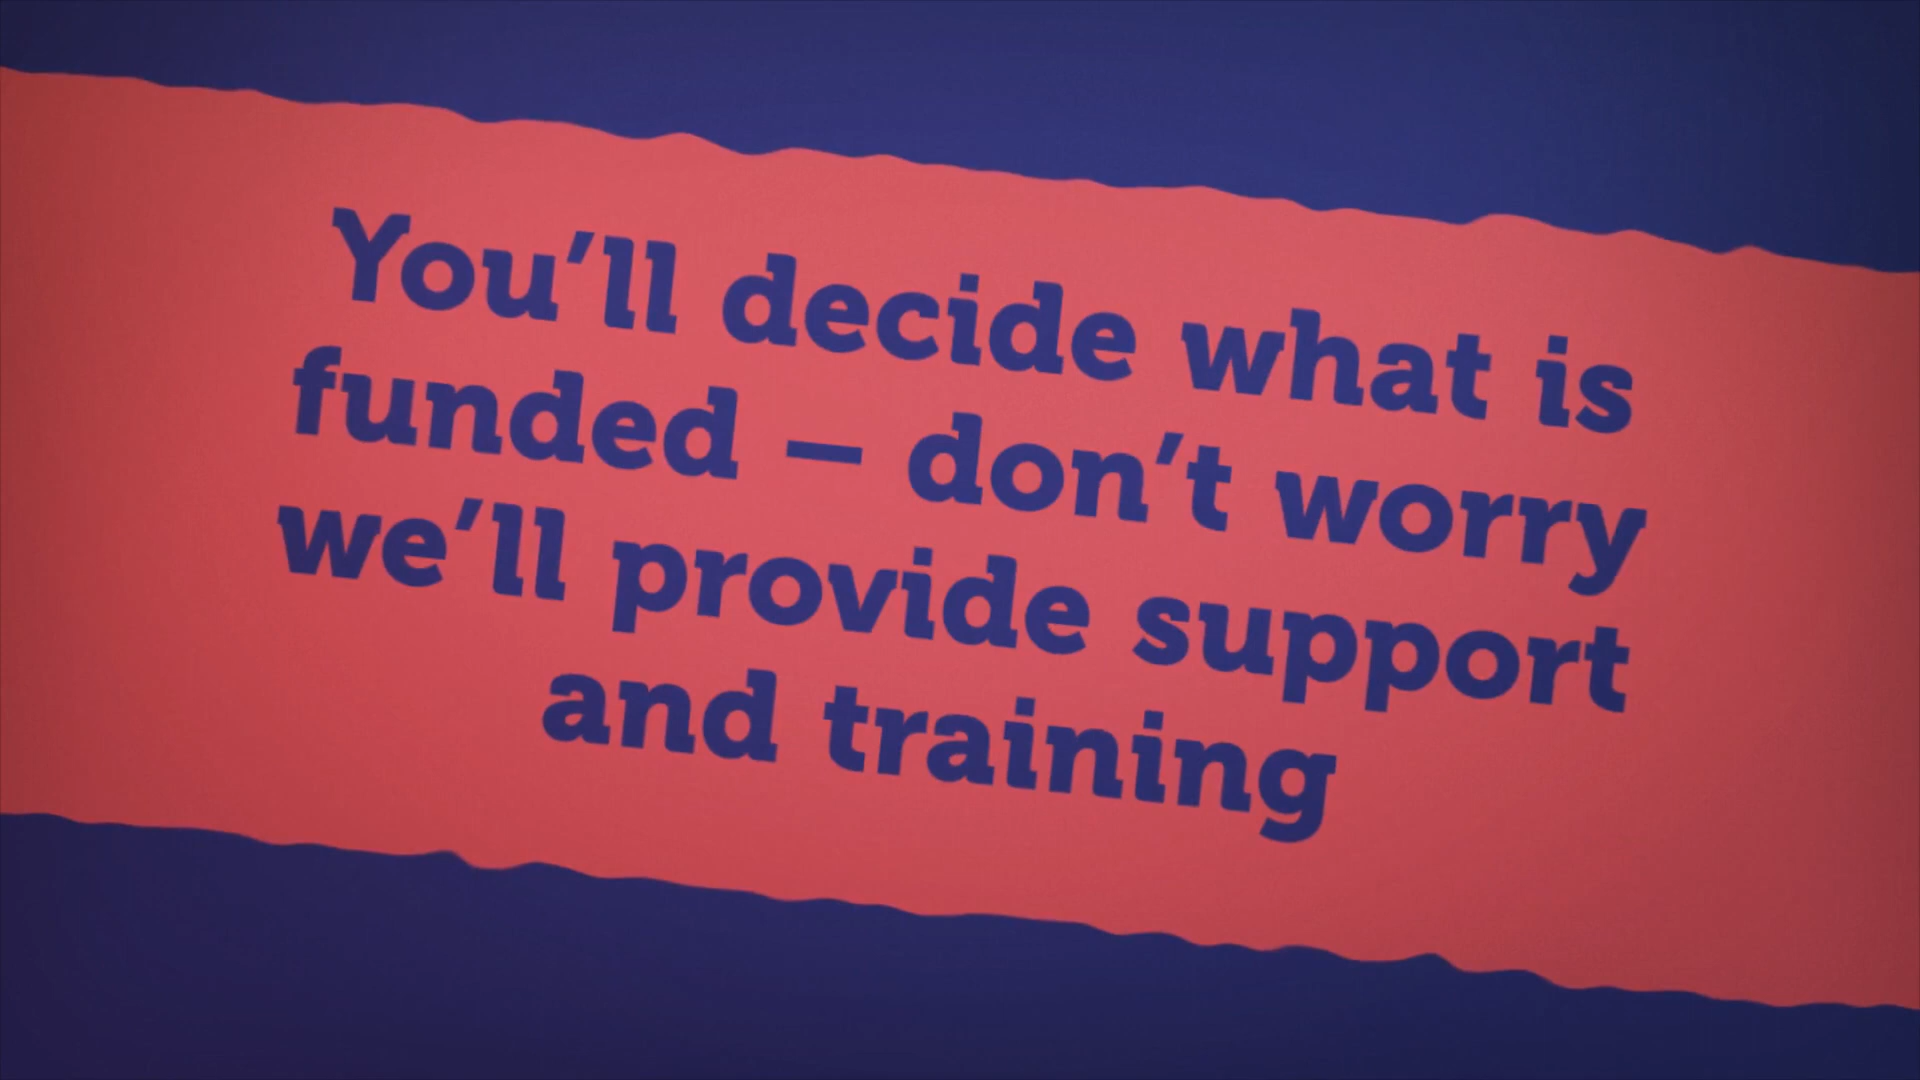 You’ll decide what is
funded – don’t worry
we’ll provide support
and training